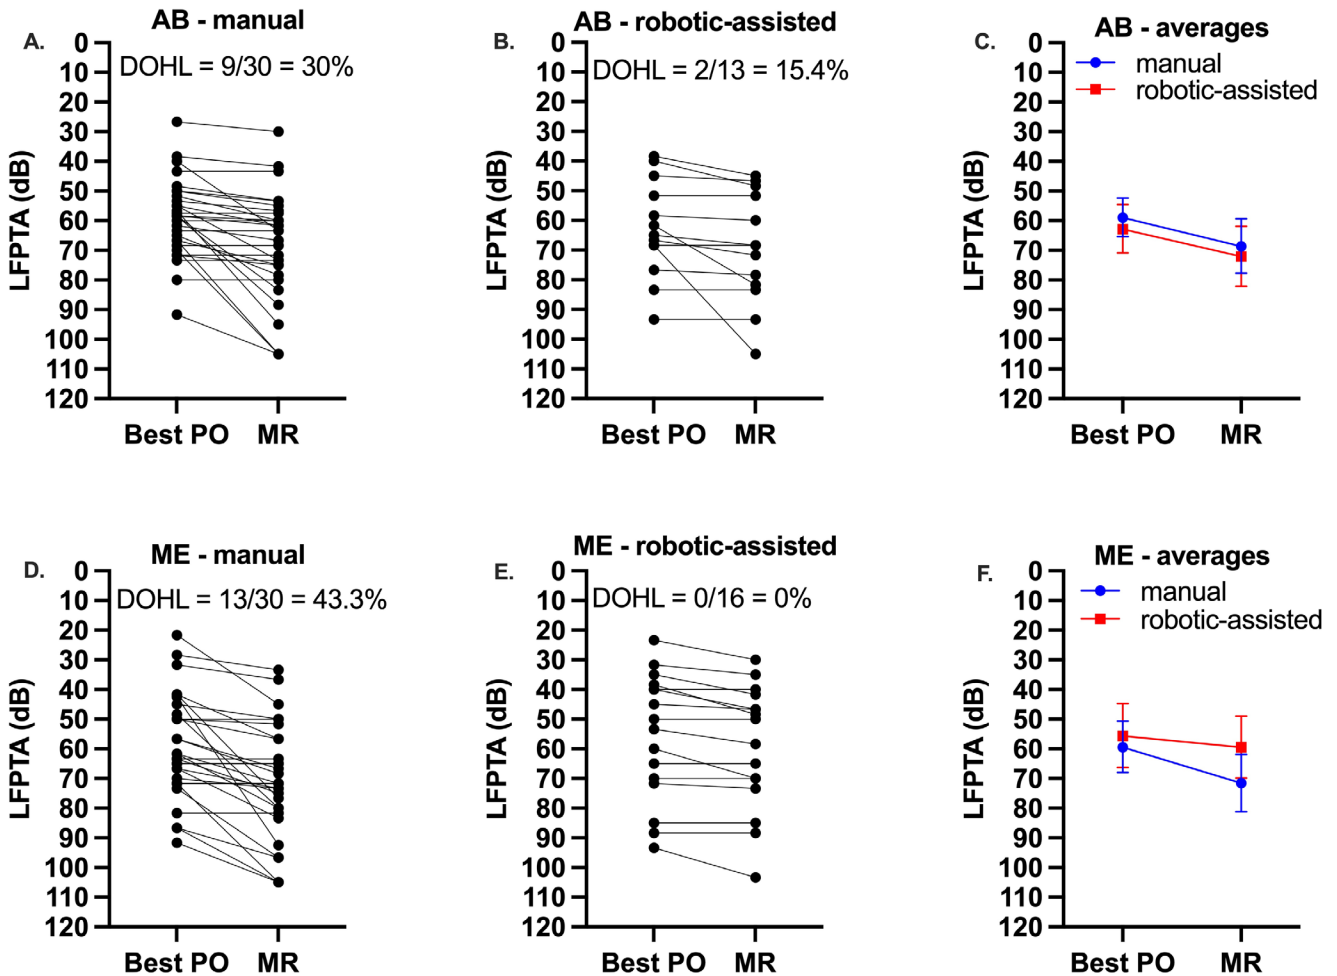 A.
AB - manual
DOHL = 9/30 = 30%
LFPTA (dB)
0
10
20
30
40
50
60
70
80
90
100
110
120
Best PO
MR
B.
AB - robotic-assisted
DOHL = 2/13 = 15.4%
LFPTA (dB)
0
10
20
30
40
50
60
70
80
90
100
110
120
Best PO
MR
C.
AB - averages
manual
robotic-assisted
LFPTA (dB)
0
10
20
30
40
50
60
70
80
90
100
110
120
Best PO
MR
D.
ME - manual
DOHL = 13/30 = 43.3%
LFPTA (dB)
0
10
20
30
40
50
60
70
80
90
100
110
120
Best PO
MR
E.
ME - robotic-assisted
DOHL = 0/16 = 0%
LFPTA (dB)
0
10
20
30
40
50
60
70
80
90
100
110
120
Best PO
MR
F.
ME - averages
manual
robotic-assisted
LFPTA (dB)
0
10
20
30
40
50
60
70
80
90
100
110
120
Best PO
MR